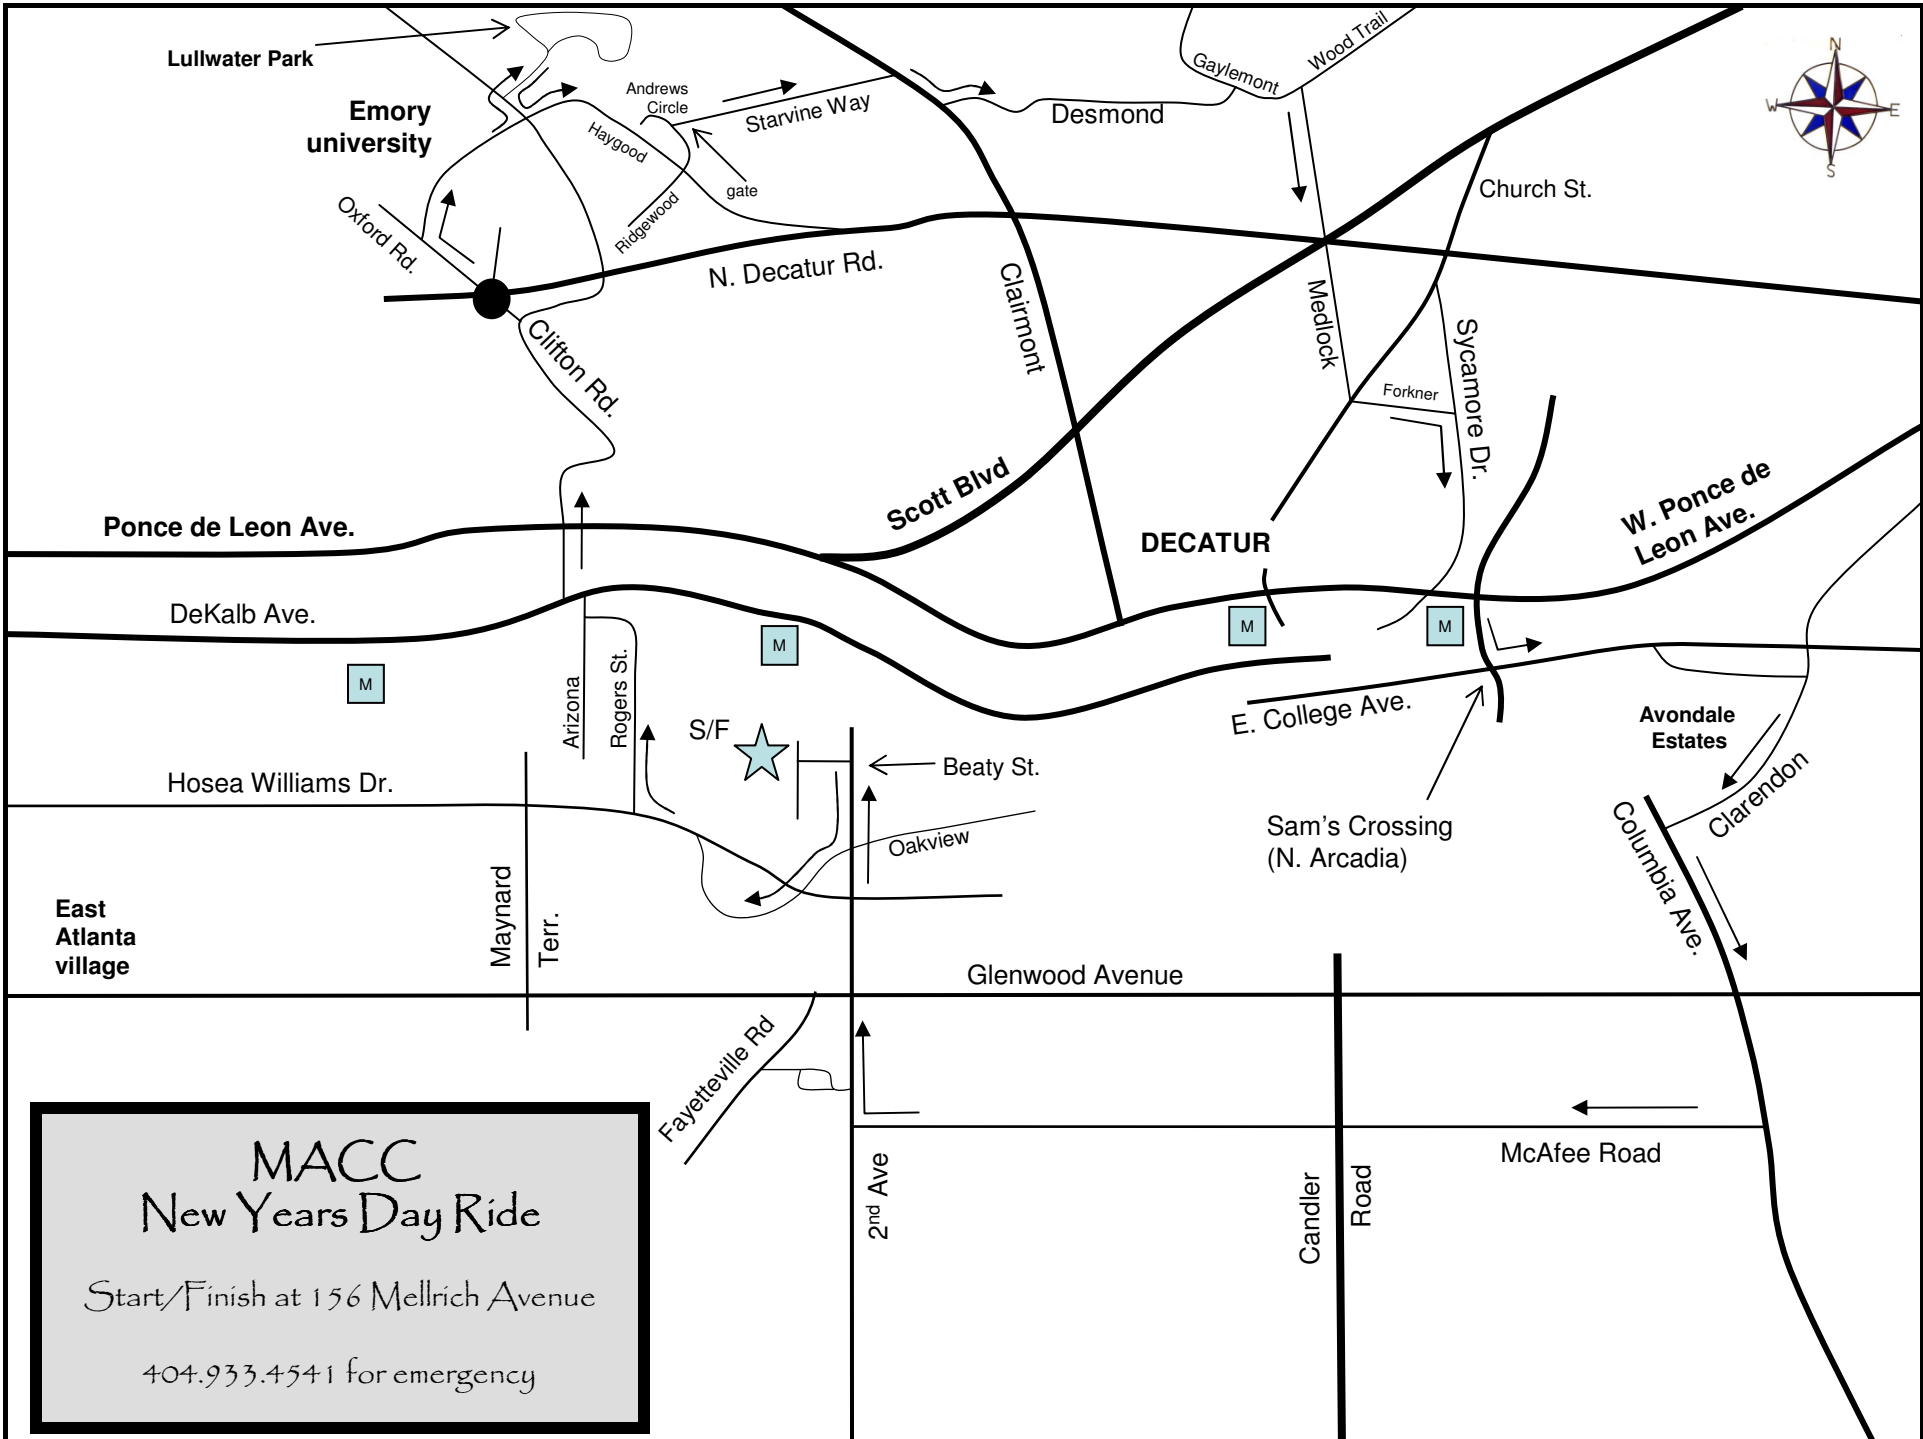 Lullwater Park
Emory
university
Andrews
Circle
Haygood
Starvine Way
gate
Ridgewood
Oxford Rd.
N. Decatur Rd.
Clifton Rd.
Desmond
Gaylemont
Wood Trail
N
W
E
S
Church St.
Clairmont
Medlock
Forkner
Sycamore Dr.
Scott Blvd
DECATUR
W. Ponce de
Leon Ave.
Ponce de Leon Ave.
DeKalb Ave.
M
M
M
M
Arizona
Rogers St.
S/F
Beaty St.
Oakview
Hosea Williams Dr.
E. College Ave.
Sam's Crossing
(N. Arcadia)
Avondale
Estates
Clarendon
Columbia Ave.
East
Atlanta
village
Maynard
Terr.
Glenwood Avenue
Fayetteville Rd
2nd Ave
Candler
Road
McAfee Road
MACC
New Years Day Ride
Start/Finish at 156 Mellrich Avenue
404.933.4541 for emergency